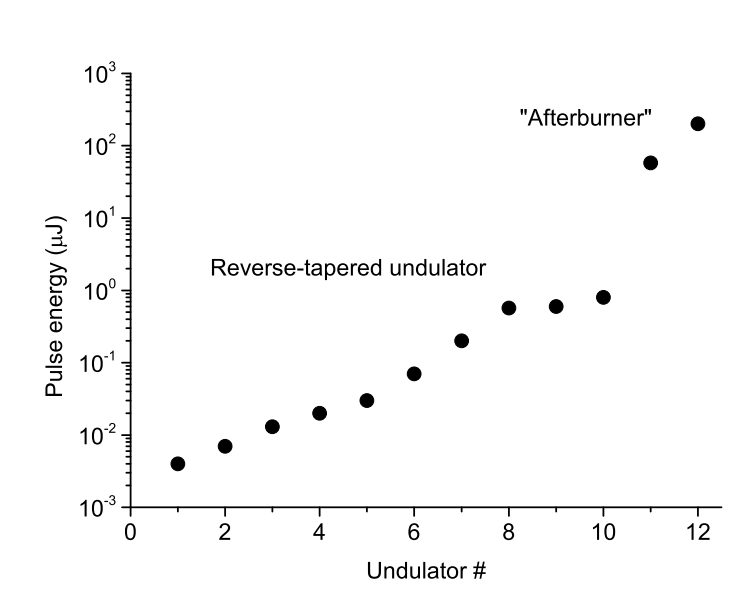 10³
10²
10¹
10⁰
10⁻¹
10⁻²
10⁻³
Pulse energy (μJ)
"Afterburner"
Reverse-tapered undulator
0 2 4 6 8 10 12
Undulator #